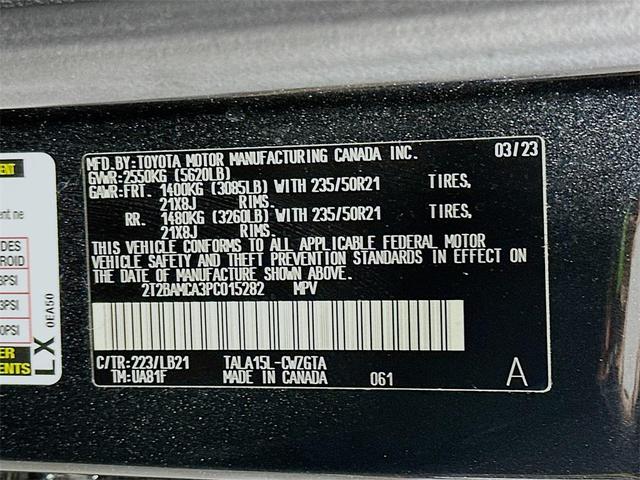 MFD. BY: TOYOTA MOTOR MANUFACTURING CANADA INC. 03/23
GVWR: 2550KG (5620LB)
GAWR: FRT. 1400KG (3085LB) WITH 235/50R21 TIRES,
21X8J RIMS.
RR. 1480KG (3260LB) WITH 235/50R21 TIRES,
21X8J RIMS.
THIS VEHICLE CONFORMS TO ALL APPLICABLE FEDERAL MOTOR
VEHICLE SAFETY AND THEFT PREVENTION STANDARDS IN EFFECT ON
THE DATE OF MANUFACTURE SHOWN ABOVE.
2T2BAMCA3PC015282 MPV
C/TR: 223/LB21 TALA15L-CWZGTA
TM: UA81F MADE IN CANADA 061 A
ne
LX 0EA50